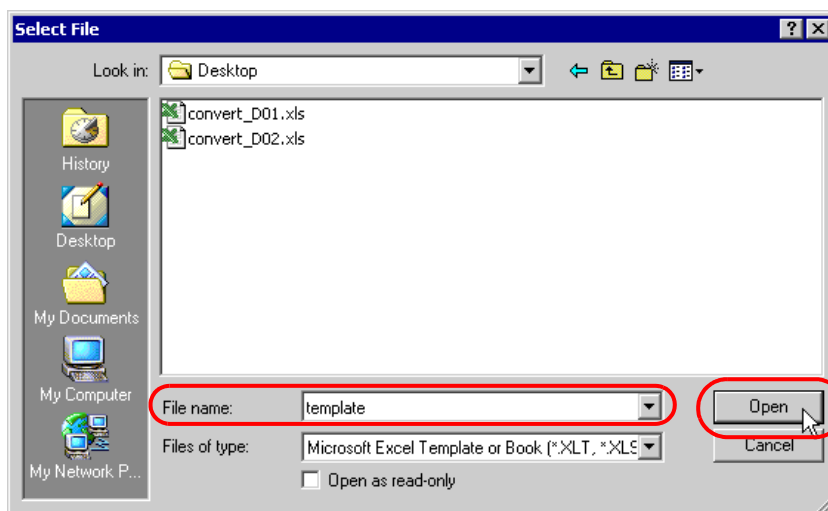 Select File
Look in:
Desktop
convert_D01.xls
convert_D02.xls
History
Desktop
My Documents
My Computer
My Network P...
File name:
template
Open
Files of type:
Microsoft Excel Template or Book (*.XLT, *.XLS
Cancel
Open as read-only